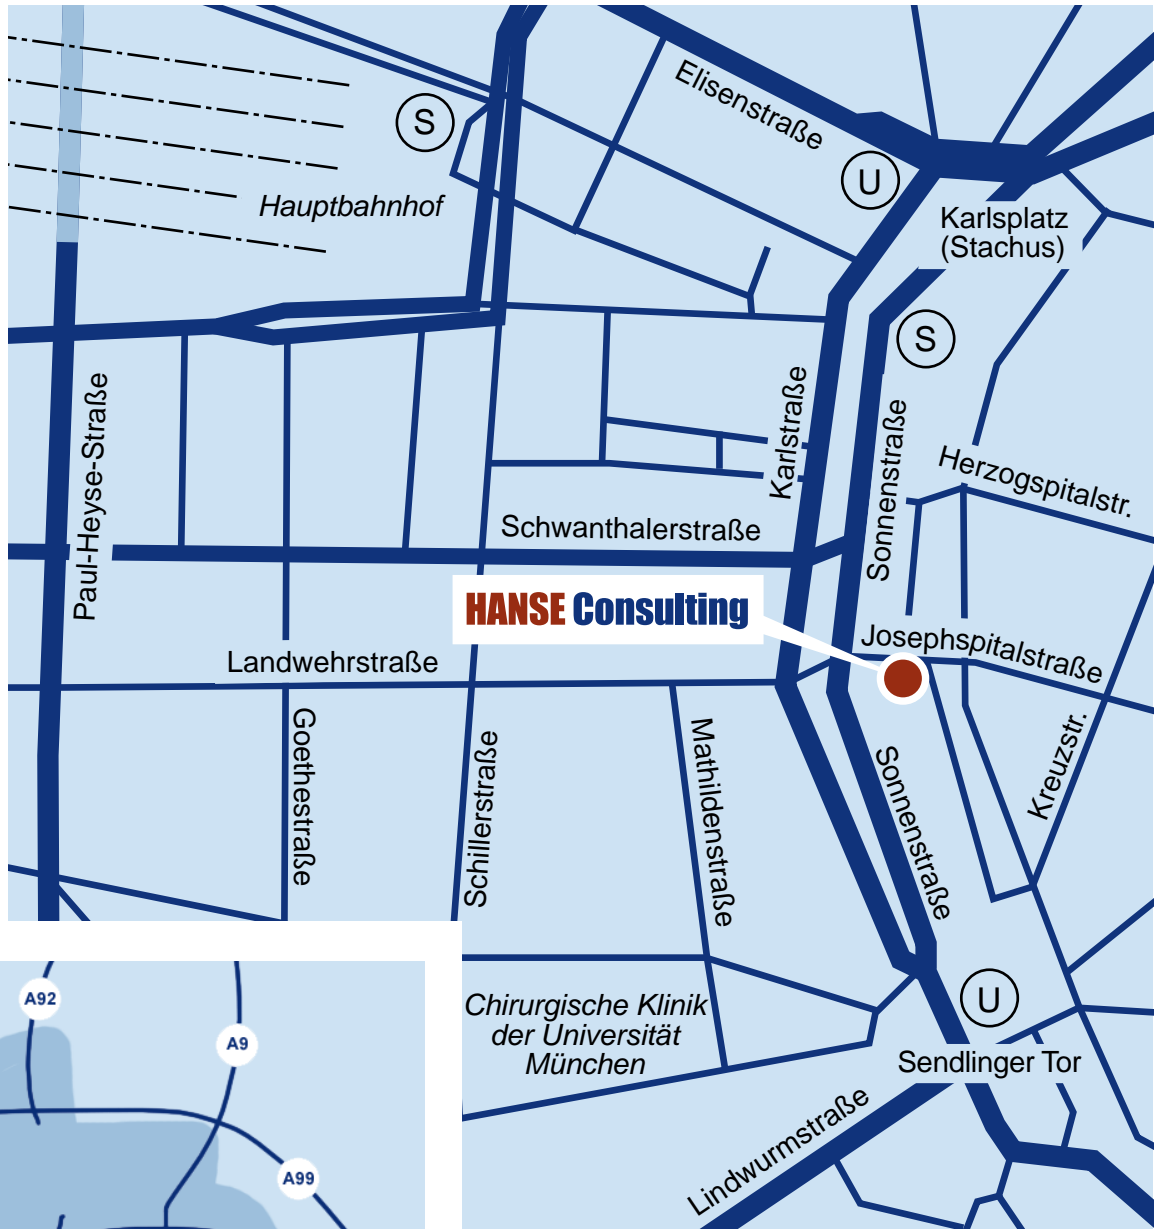 Elisenstraße
S
U
Hauptbahnhof
Karlsplatz
(Stachus)
S
Paul-Heyse-Straße
Karlstraße
Sonnenstraße
Herzogspitalstr.
Schwanthalerstraße
HANSE Consulting
Josephspitalstraße
Landwehrstraße
Goethestraße
Schillerstraße
Mathildenstraße
Sonnenstraße
Kreuzstr.
A92
A9
A99
Chirurgische Klinik
der Universität
München
U
Sendlinger Tor
Lindwurmstraße